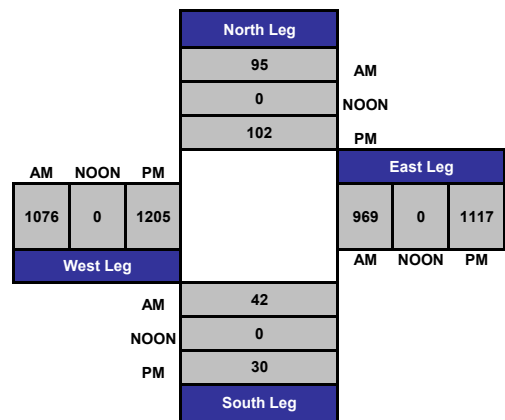 North Leg
95 AM
0 NOON
102 PM
AM NOON PM
East Leg
1076 0 1205
969 0 1117
West Leg
AM NOON PM
AM 42
NOON 0
PM 30
South Leg